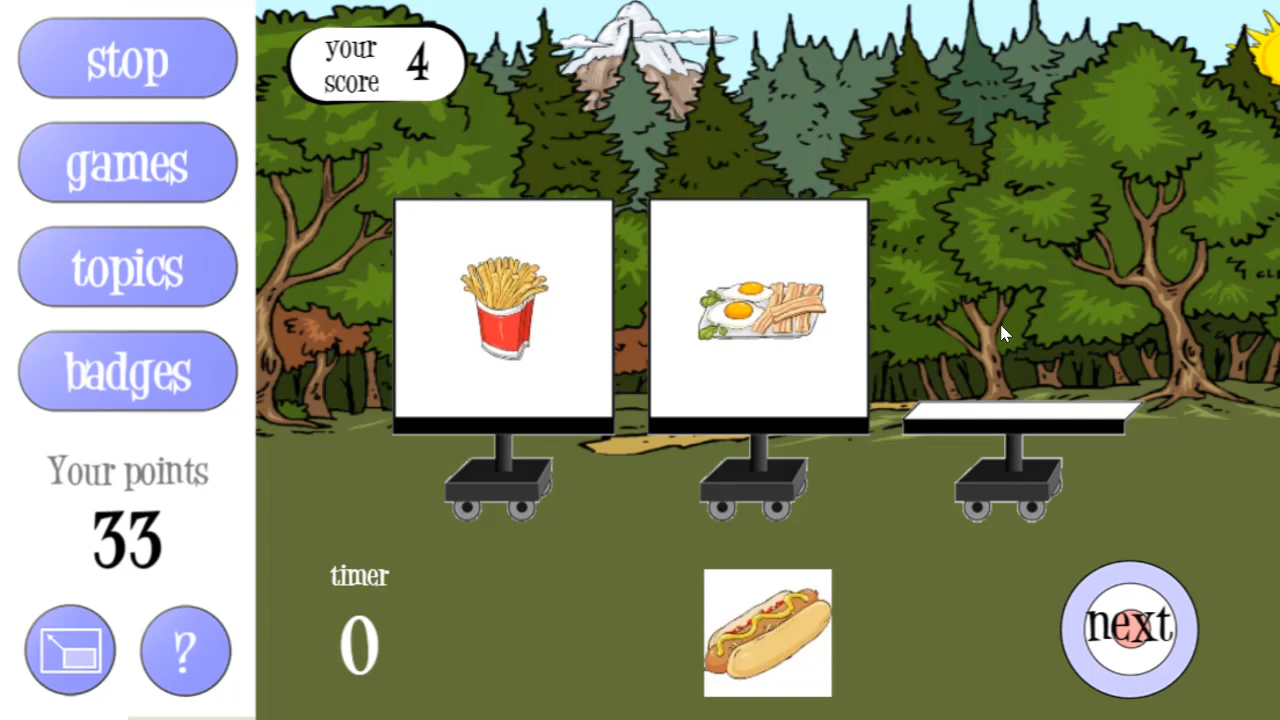 stop
games
topics
badges
Your points
33
?
your
score
4
timer
0
next